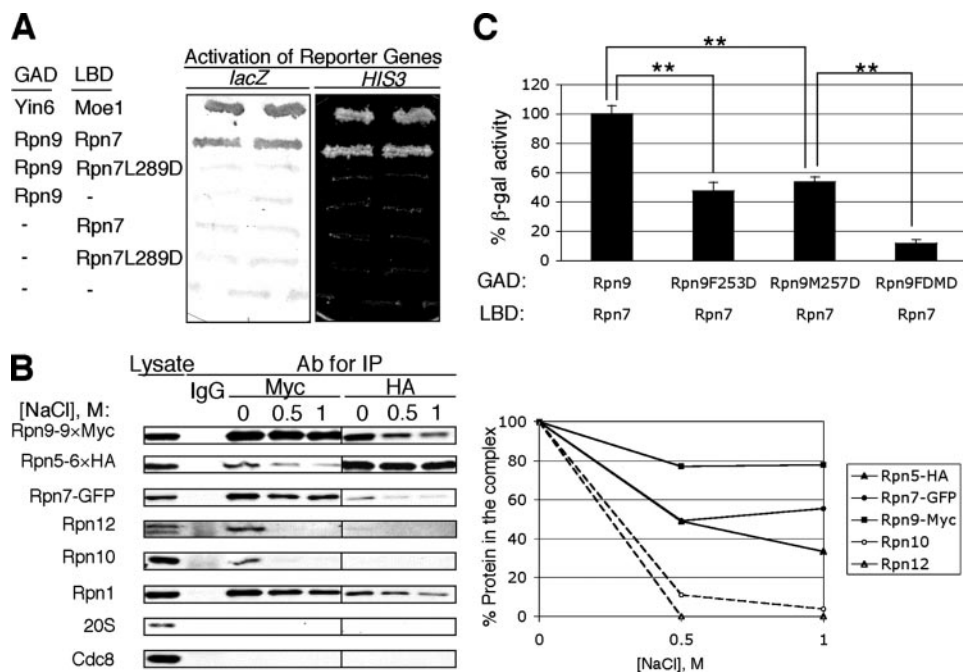 A
Activation of Reporter Genes
GAD LBD lacZ HIS3
Yin6 Moe1
Rpn9 Rpn7
Rpn9 Rpn7L289D
Rpn9 -
- Rpn7
- Rpn7L289D
- -
C
**
** **
% β-gal activity
120
100
80
60
40
20
0
GAD: Rpn9 Rpn9F253D Rpn9M257D Rpn9FDMD
LBD: Rpn7 Rpn7 Rpn7 Rpn7
B
Lysate Ab for IP
IgG Myc HA
[NaCl], M: 0 0.5 1 0 0.5 1
Rpn9-9×Myc
Rpn5-6×HA
Rpn7-GFP
Rpn12
Rpn10
Rpn1
20S
Cdc8
% Protein in the complex
100
80
60
40
20
0
0 0.5 1
[NaCl], M
Rpn5-HA
Rpn7-GFP
Rpn9-Myc
Rpn10
Rpn12